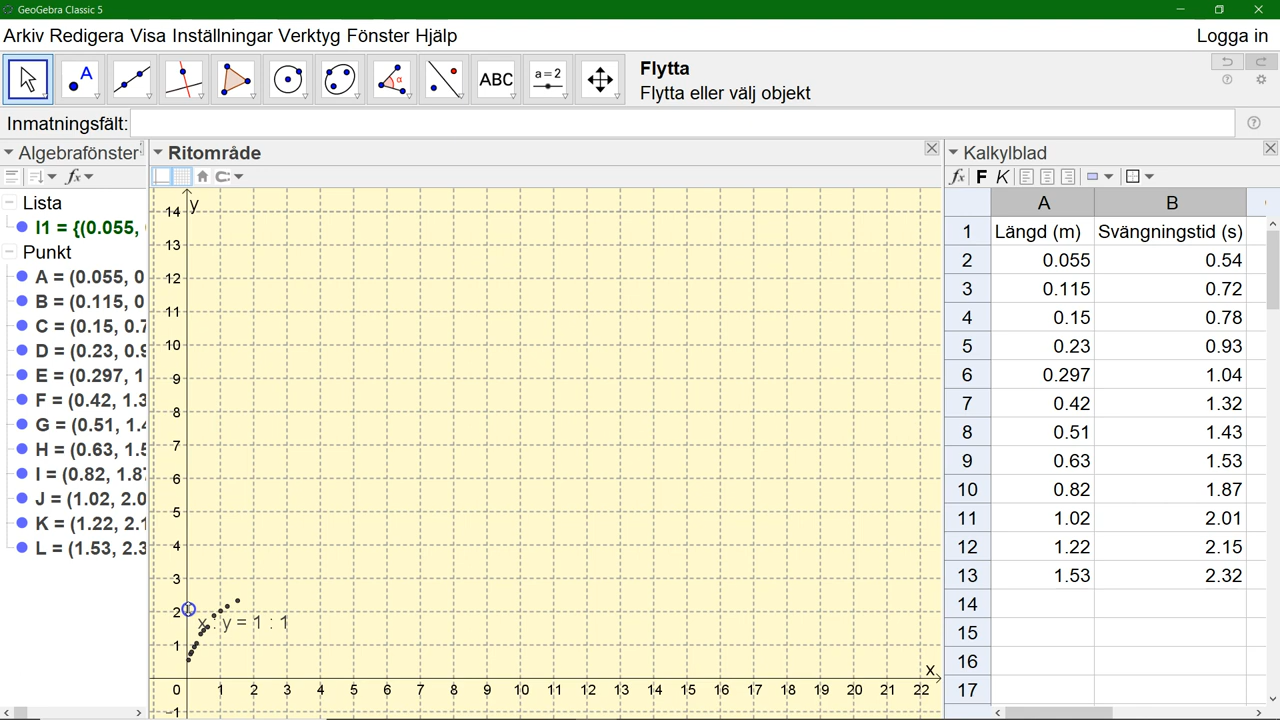 GeoGebra Classic 5
Arkiv Redigera Visa Inställningar Verktyg Fönster Hjälp
Logga in
A
α
ABC
a = 2
Flytta
Flytta eller välj objekt
Inmatningsfält:
Algebrafönster
Ritområde
Kalkylblad
fx
fx F K
Lista
l1 = {(0.055,
Punkt
A = (0.055, 0
B = (0.115, 0
C = (0.15, 0.7
D = (0.23, 0.9
E = (0.297, 1
F = (0.42, 1.3
G = (0.51, 1.4
H = (0.63, 1.5
I = (0.82, 1.87
J = (1.02, 2.0
K = (1.22, 2.1
L = (1.53, 2.3
y
14
13
12
11
10
9
8
7
6
5
4
3
2
1
x : y = 1 : 1
x
0 1 2 3 4 5 6 7 8 9 10 11 12 13 14 15 16 17 18 19 20 21 22
−1
A B
1 Längd (m) Svängningstid (s)
2 0.055 0.54
3 0.115 0.72
4 0.15 0.78
5 0.23 0.93
6 0.297 1.04
7 0.42 1.32
8 0.51 1.43
9 0.63 1.53
10 0.82 1.87
11 1.02 2.01
12 1.22 2.15
13 1.53 2.32
14
15
16
17